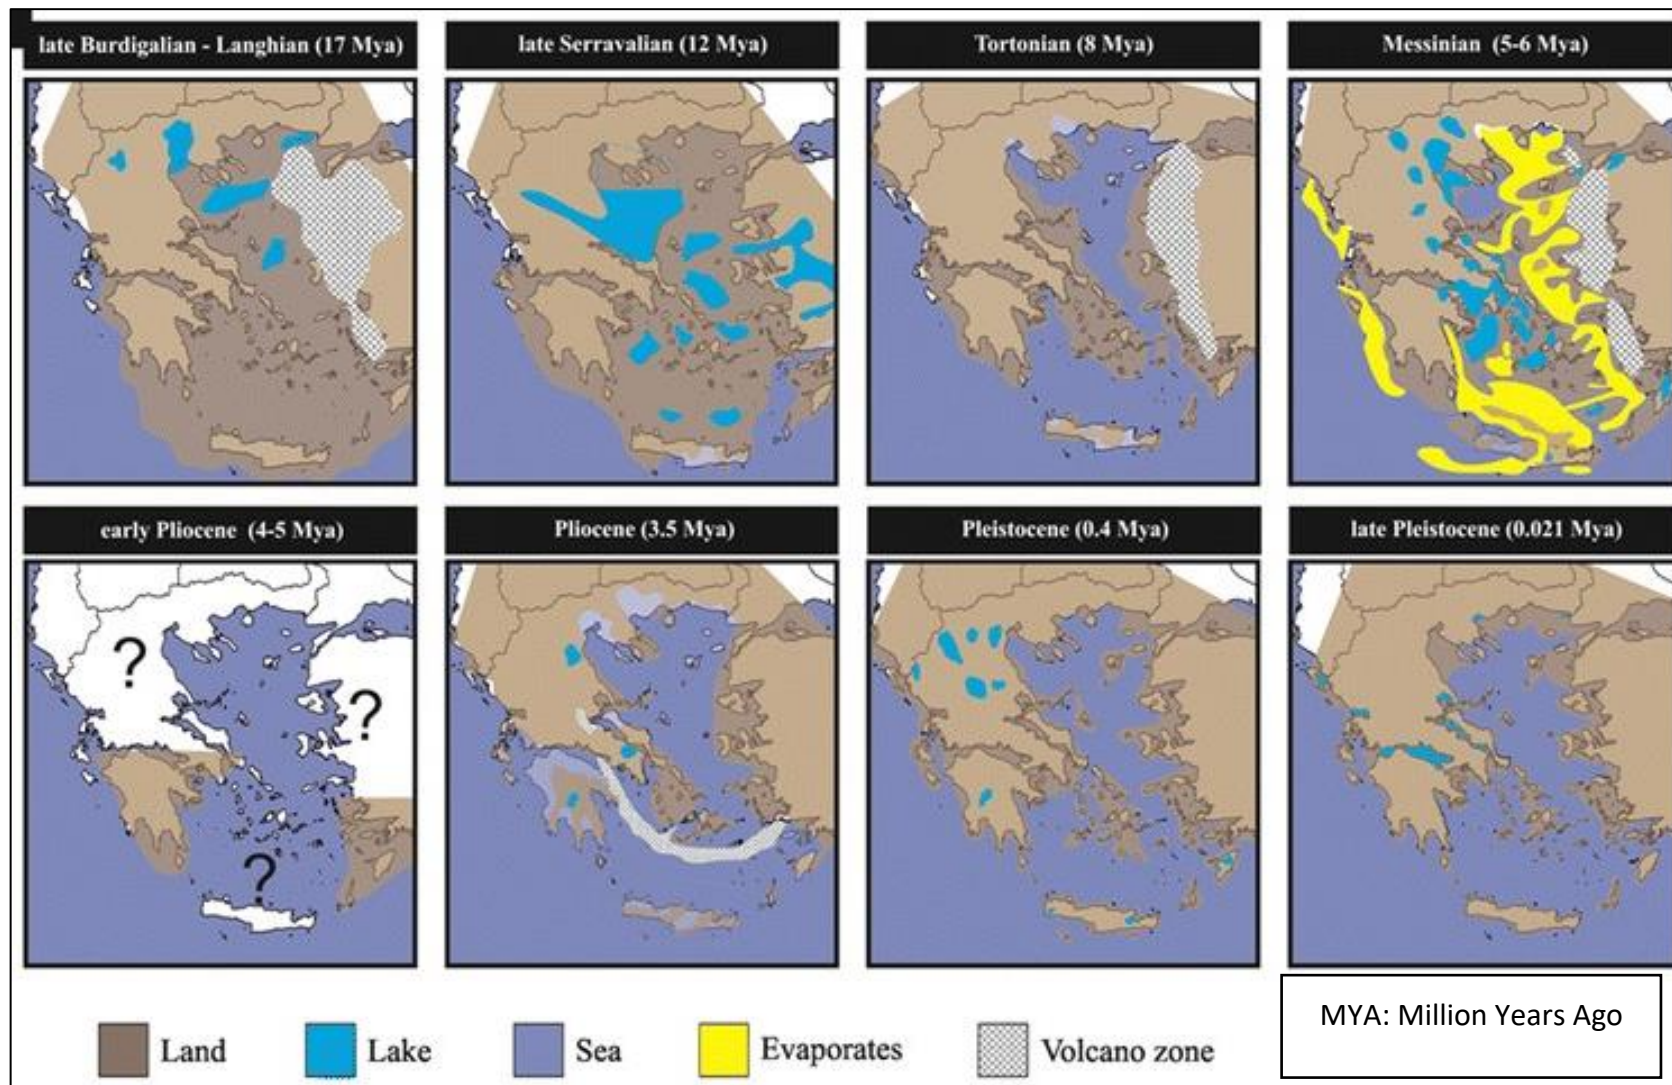 late Burdigalian - Langhian (17 Mya)
late Serravalian (12 Mya)
Tortonian (8 Mya)
Messinian (5-6 Mya)
early Pliocene (4-5 Mya)
Pliocene (3.5 Mya)
Pleistocene (0.4 Mya)
late Pleistocene (0.021 Mya)
?
?
?
MYA: Million Years Ago
Land
Lake
Sea
Evaporates
Volcano zone